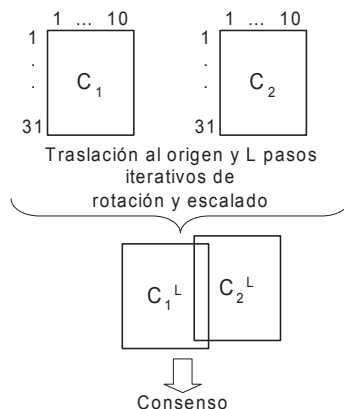 1 ... 10 1 ... 10
1 1
. .
. C1 . C2
31 31
Traslación al origen y L pasos
iterativos de
rotación y escalado
C1L C2L
Consenso